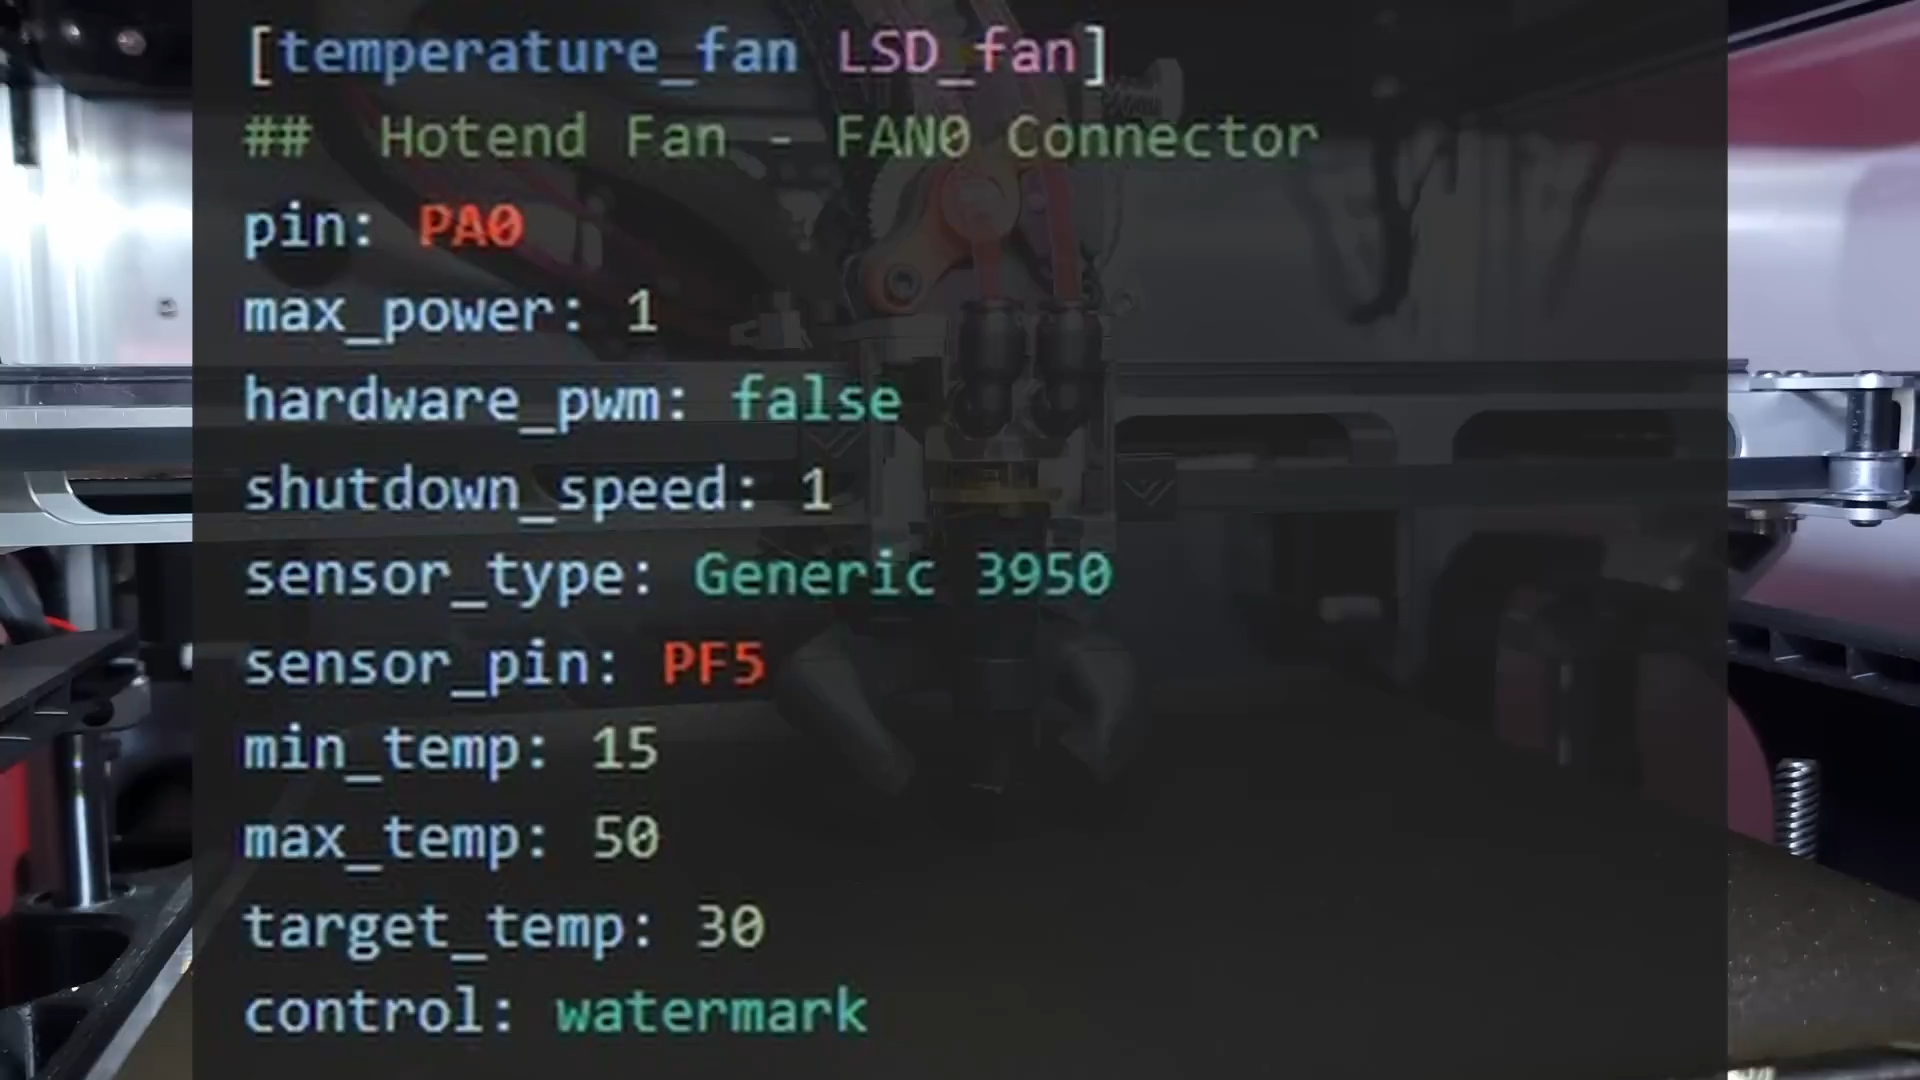 [temperature_fan LSD_fan]
##  Hotend Fan - FAN0 Connector
pin: PA0
max_power: 1
hardware_pwm: false
shutdown_speed: 1
sensor_type: Generic 3950
sensor_pin: PF5
min_temp: 15
max_temp: 50
target_temp: 30
control: watermark